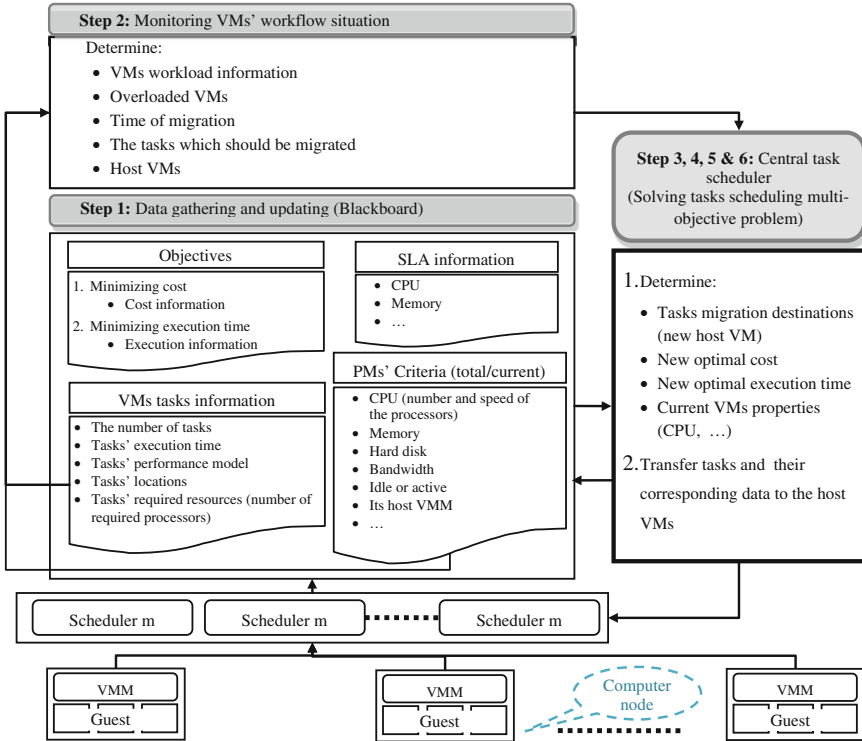 Step 2: Monitoring VMs' workflow situation
Determine:
• VMs workload information
• Overloaded VMs
• Time of migration
• The tasks which should be migrated
• Host VMs
Step 3, 4, 5 & 6: Central task
scheduler
(Solving tasks scheduling multi-
objective problem)
Step 1: Data gathering and updating (Blackboard)
Objectives
1. Minimizing cost
• Cost information
2. Minimizing execution time
• Execution information
SLA information
• CPU
• Memory
• …
VMs tasks information
• The number of tasks
• Tasks' execution time
• Tasks' performance model
• Tasks' locations
• Tasks' required resources (number of
required processors)
PMs' Criteria (total/current)
• CPU (number and speed of
the processors)
• Memory
• Hard disk
• Bandwidth
• Idle or active
• Its host VMM
• …
1. Determine:
• Tasks migration destinations
(new host VM)
• New optimal cost
• New optimal execution time
• Current VMs properties
(CPU, …)
2. Transfer tasks and their
corresponding data to the host
VMs
Scheduler m
Scheduler m
Scheduler m
VMM
Guest
VMM
Guest
Computer
node
VMM
Guest